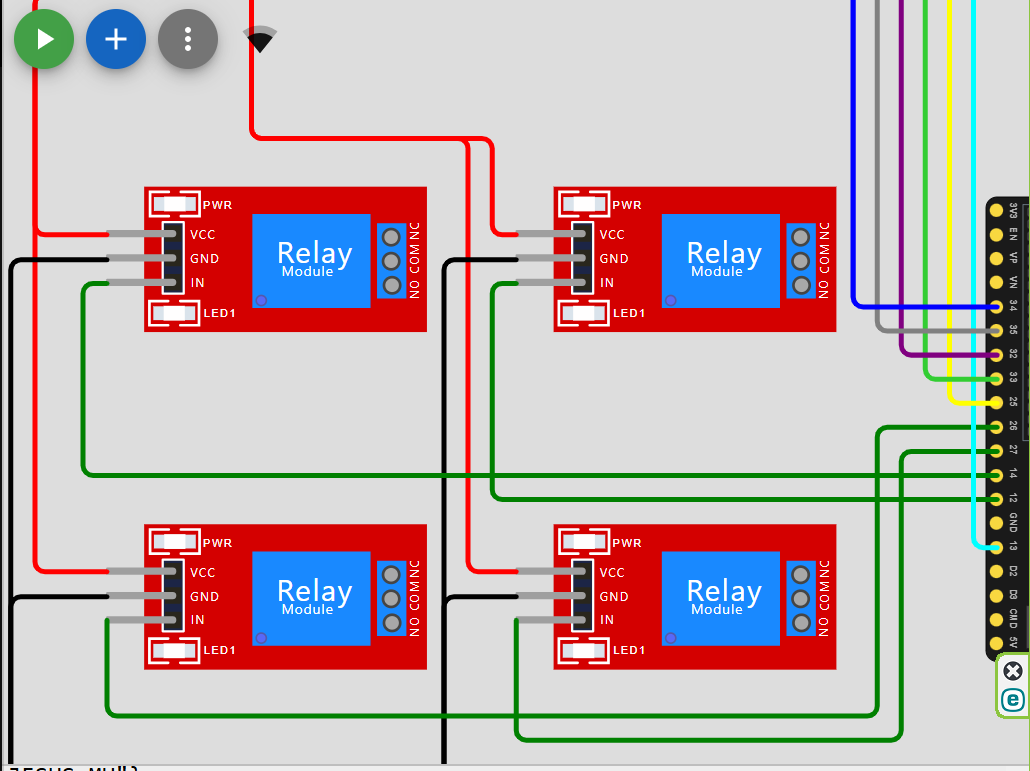 PWR
VCC
GND
IN
LED1
Relay
Module
NO COM NC
PWR
VCC
GND
IN
LED1
Relay
Module
NO COM NC
PWR
VCC
GND
IN
LED1
Relay
Module
NO COM NC
PWR
VCC
GND
IN
LED1
Relay
Module
NO COM NC
3V3
EN
VP
VN
34
35
32
33
25
26
27
14
12
GND
13
D2
D3
CMD
5V
e